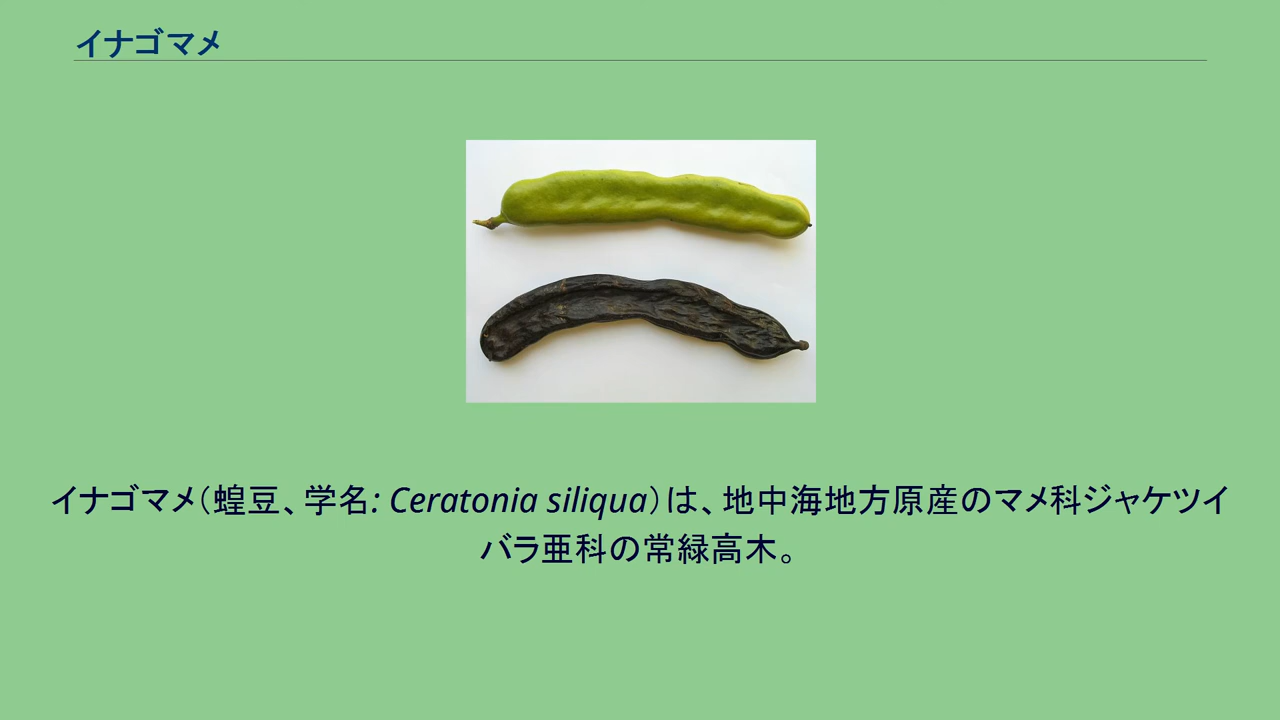 イナゴマメ
イナゴマメ（蝗豆、学名: Ceratonia siliqua）は、地中海地方原産のマメ科ジャケツイ
バラ亜科の常緑高木。